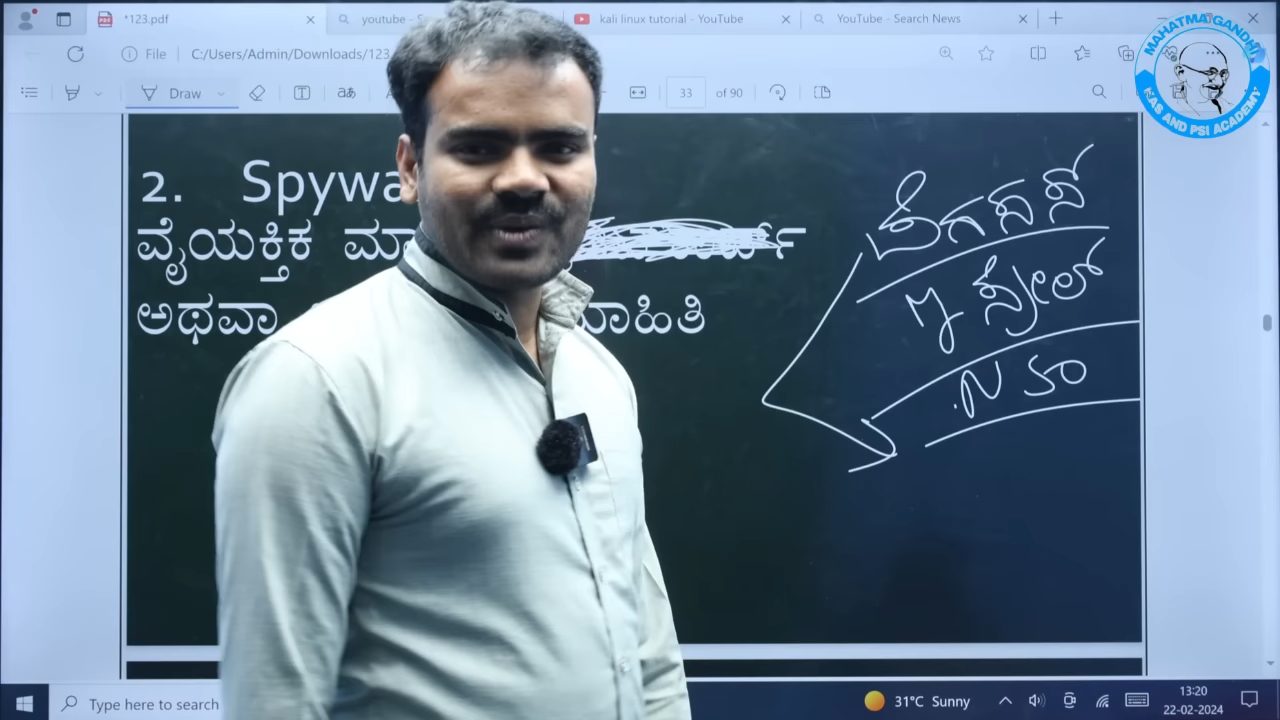 *123.pdf
youtube - S
kali linux tutorial - YouTube
YouTube - Search News
File C:/Users/Admin/Downloads/123
Draw
33 of 90
MAHATMA GANDHI
KAS AND PSI ACADEMY
2. Spywa
ವೈಯಕ್ತಿಕ ಮಾ
ಅಥವಾ ಮಾಹಿತಿ
Type here to search
31°C Sunny
13:20
22-02-2024